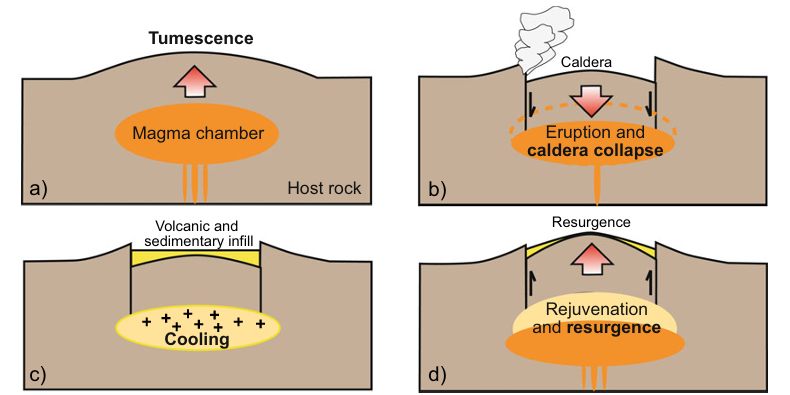 Tumescence
Magma chamber
Host rock
a)
Caldera
Eruption and
caldera collapse
b)
Volcanic and
sedimentary infill
+ + + + + + + + +
Cooling
c)
Resurgence
Rejuvenation
and resurgence
d)